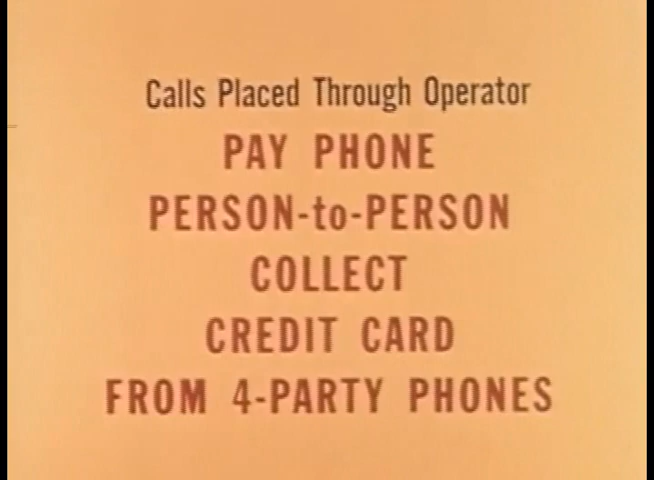 Calls Placed Through Operator
PAY PHONE
PERSON-to-PERSON
COLLECT
CREDIT CARD
FROM 4-PARTY PHONES